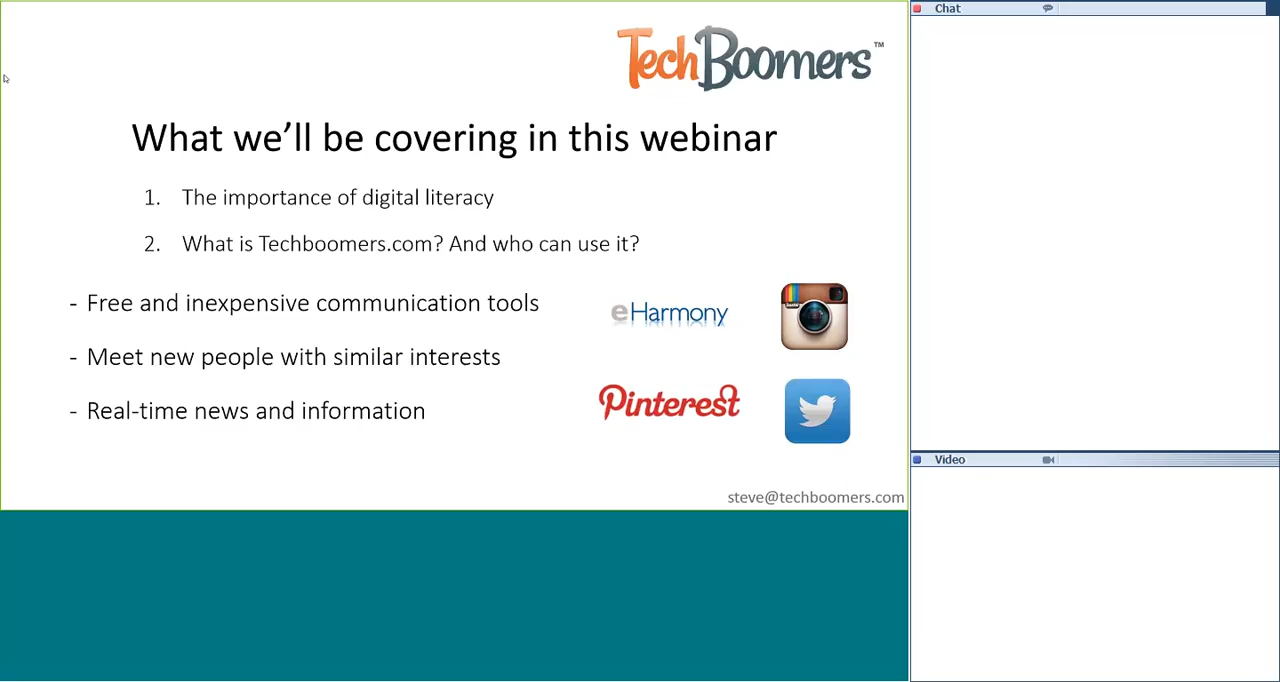 Chat
TechBoomers™
What we’ll be covering in this webinar
1. The importance of digital literacy
2. What is Techboomers.com? And who can use it?
- Free and inexpensive communication tools
eHarmony
- Meet new people with similar interests
Pinterest
- Real-time news and information
Video
steve@techboomers.com